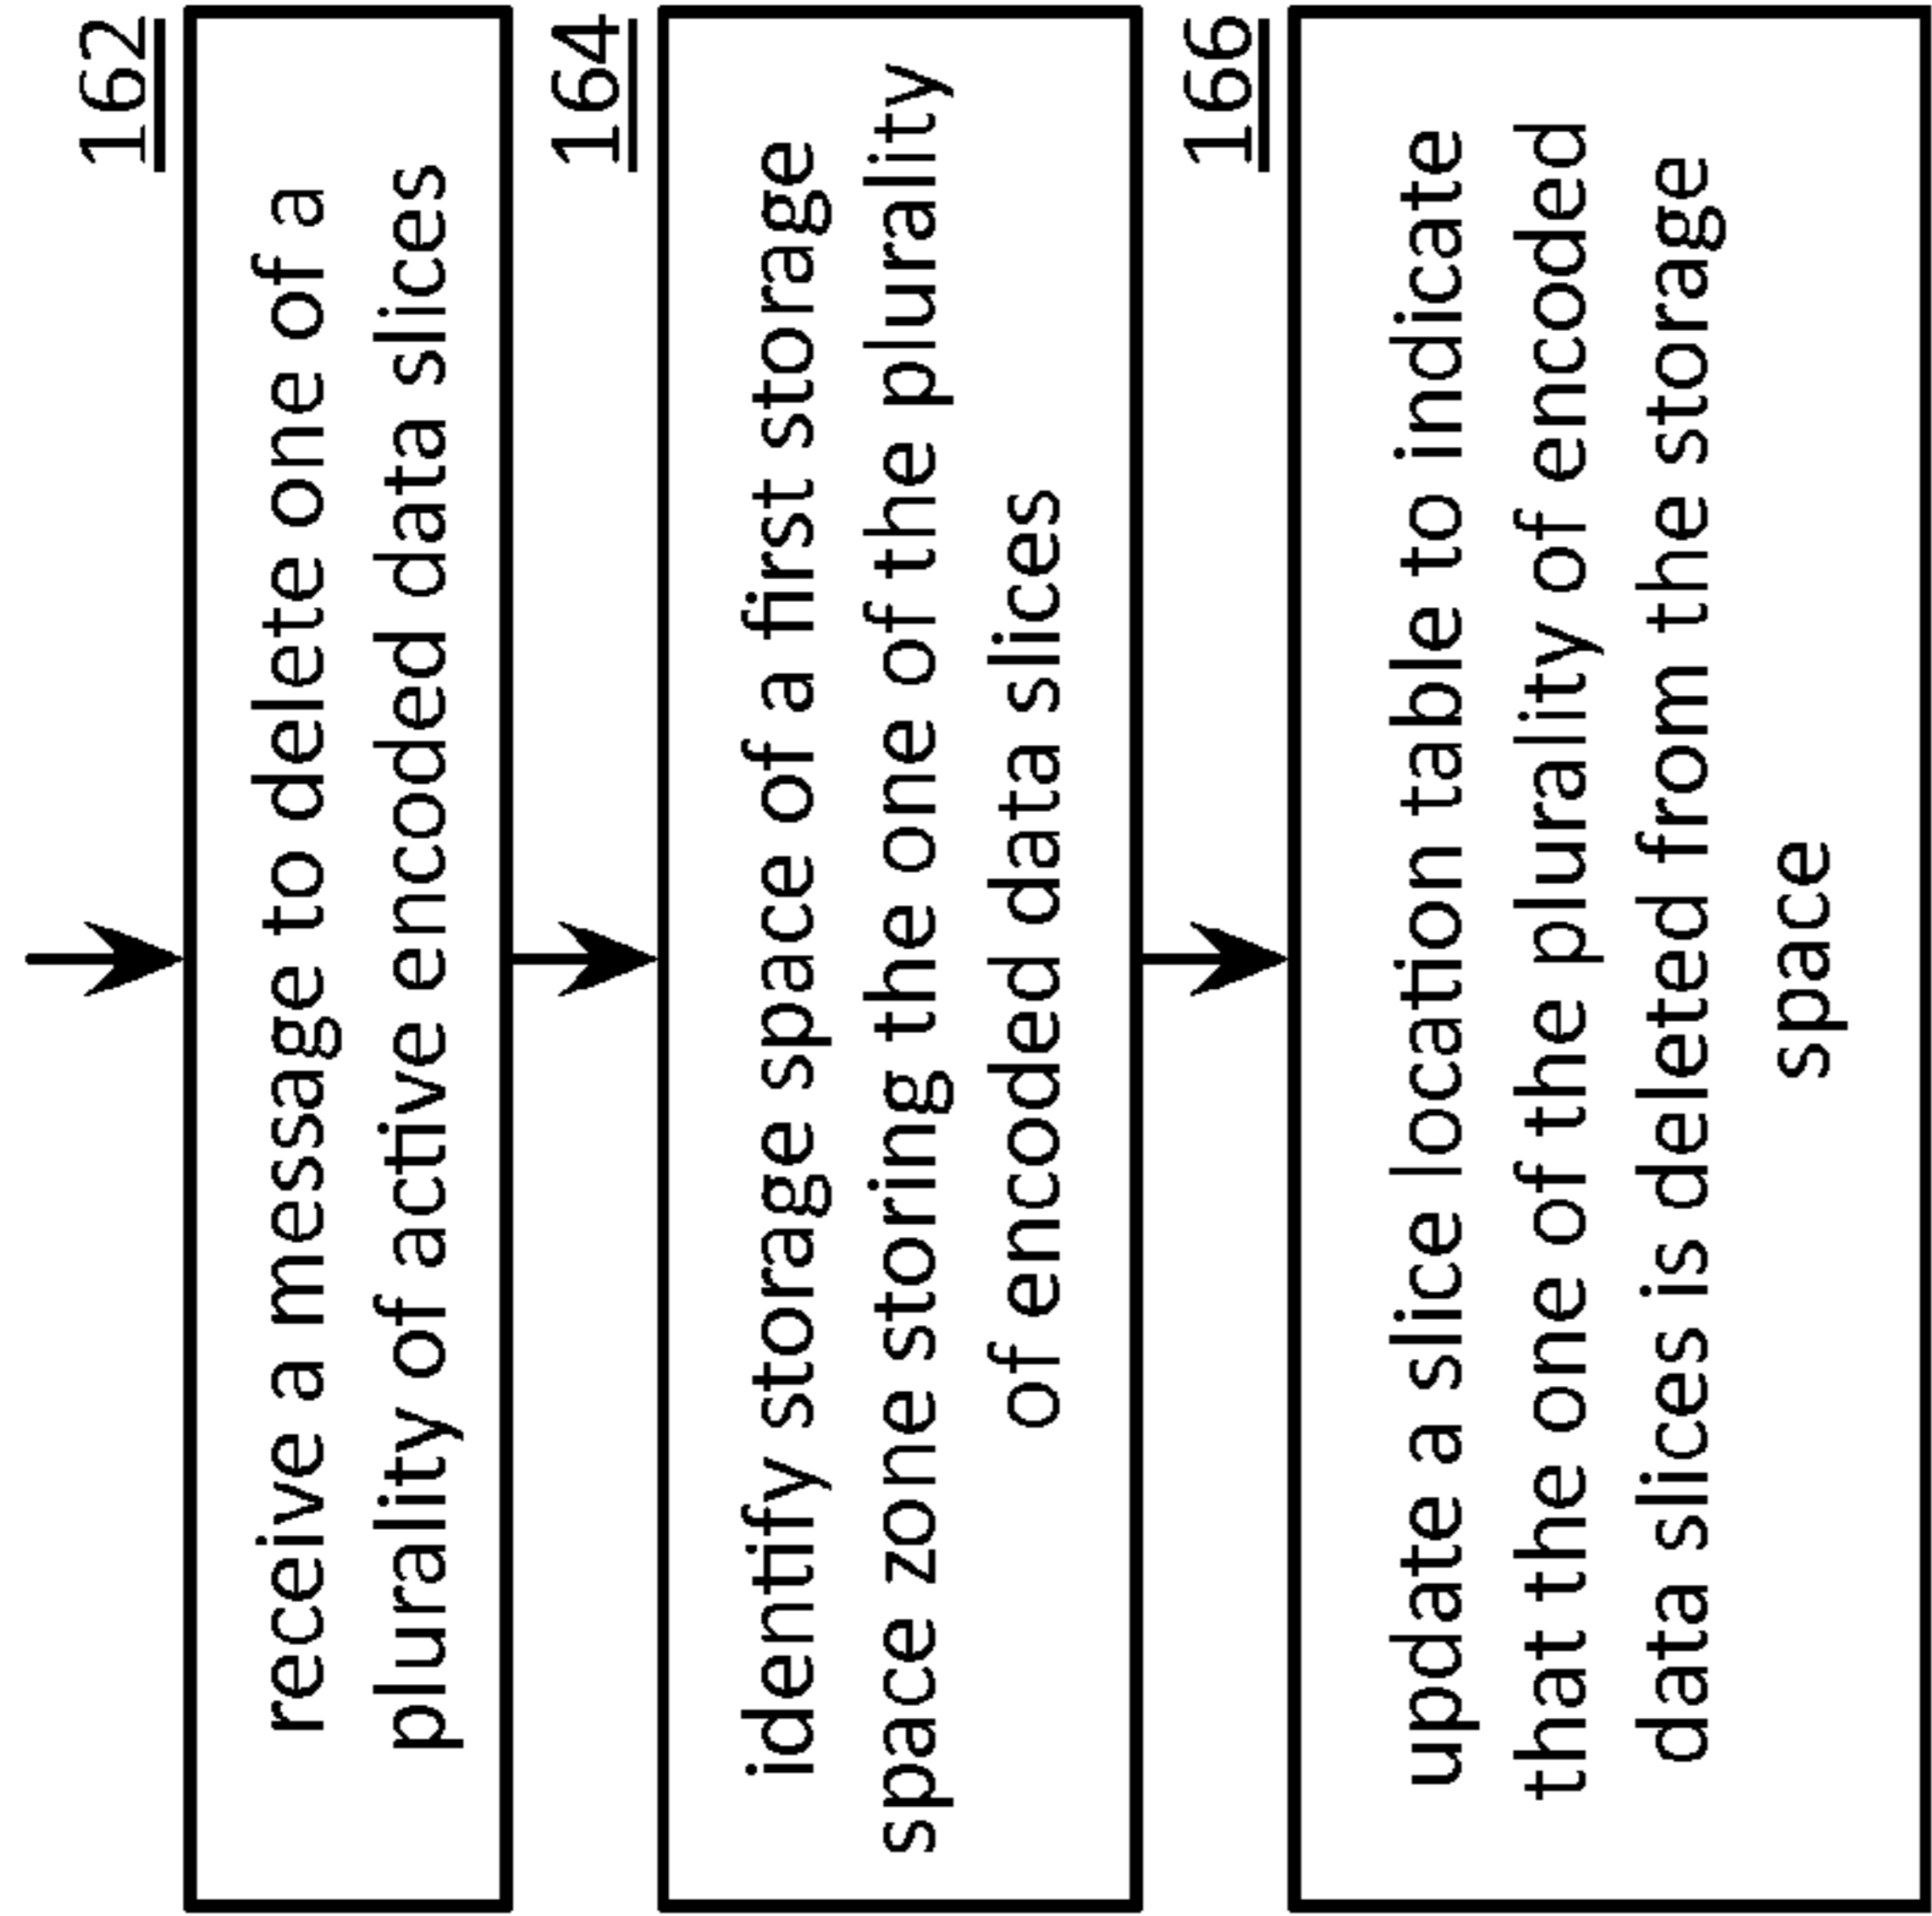 162
receive a message to delete one of a
plurality of active encoded data slices
164
identify storage space of a first storage
space zone storing the one of the plurality
of encoded data slices
166
update a slice location table to indicate
that the one of the plurality of encoded
data slices is deleted from the storage
space